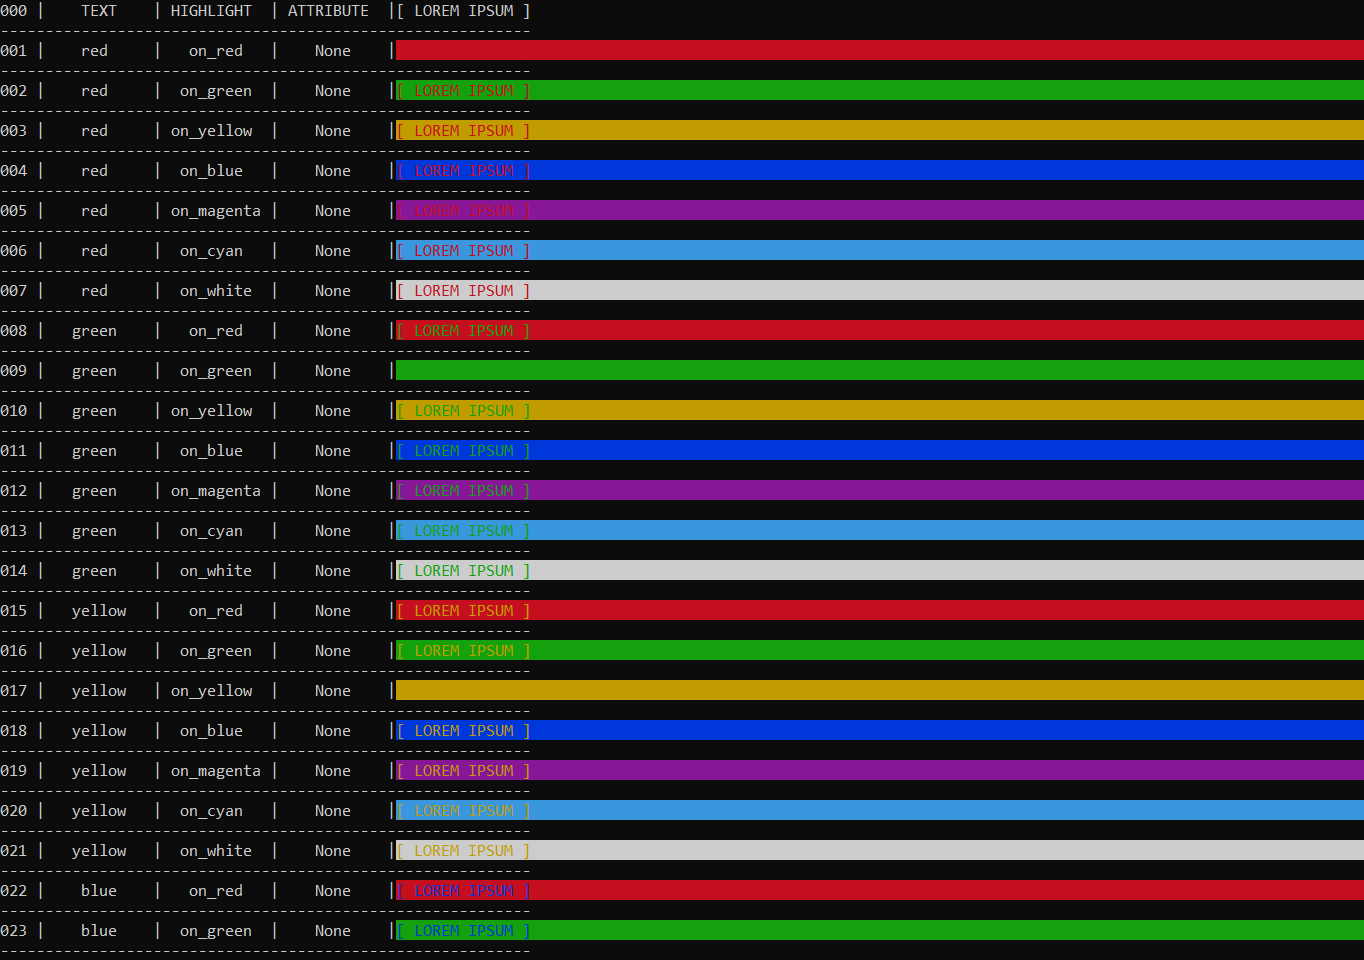 000 | TEXT | HIGHLIGHT | ATTRIBUTE |[ LOREM IPSUM ]
-----------------------------------------------------------
001 | red | on_red | None |
-----------------------------------------------------------
002 | red | on_green | None |[ LOREM IPSUM ]
-----------------------------------------------------------
003 | red | on_yellow | None |[ LOREM IPSUM ]
-----------------------------------------------------------
004 | red | on_blue | None |[ LOREM IPSUM ]
-----------------------------------------------------------
005 | red | on_magenta | None |[ LOREM IPSUM ]
-----------------------------------------------------------
006 | red | on_cyan | None |[ LOREM IPSUM ]
-----------------------------------------------------------
007 | red | on_white | None |[ LOREM IPSUM ]
-----------------------------------------------------------
008 | green | on_red | None |[ LOREM IPSUM ]
-----------------------------------------------------------
009 | green | on_green | None |
-----------------------------------------------------------
010 | green | on_yellow | None |[ LOREM IPSUM ]
-----------------------------------------------------------
011 | green | on_blue | None |[ LOREM IPSUM ]
-----------------------------------------------------------
012 | green | on_magenta | None |[ LOREM IPSUM ]
-----------------------------------------------------------
013 | green | on_cyan | None |[ LOREM IPSUM ]
-----------------------------------------------------------
014 | green | on_white | None |[ LOREM IPSUM ]
-----------------------------------------------------------
015 | yellow | on_red | None |[ LOREM IPSUM ]
-----------------------------------------------------------
016 | yellow | on_green | None |[ LOREM IPSUM ]
-----------------------------------------------------------
017 | yellow | on_yellow | None |
-----------------------------------------------------------
018 | yellow | on_blue | None |[ LOREM IPSUM ]
-----------------------------------------------------------
019 | yellow | on_magenta | None |[ LOREM IPSUM ]
-----------------------------------------------------------
020 | yellow | on_cyan | None |[ LOREM IPSUM ]
-----------------------------------------------------------
021 | yellow | on_white | None |[ LOREM IPSUM ]
-----------------------------------------------------------
022 | blue | on_red | None |[ LOREM IPSUM ]
-----------------------------------------------------------
023 | blue | on_green | None |[ LOREM IPSUM ]
-----------------------------------------------------------